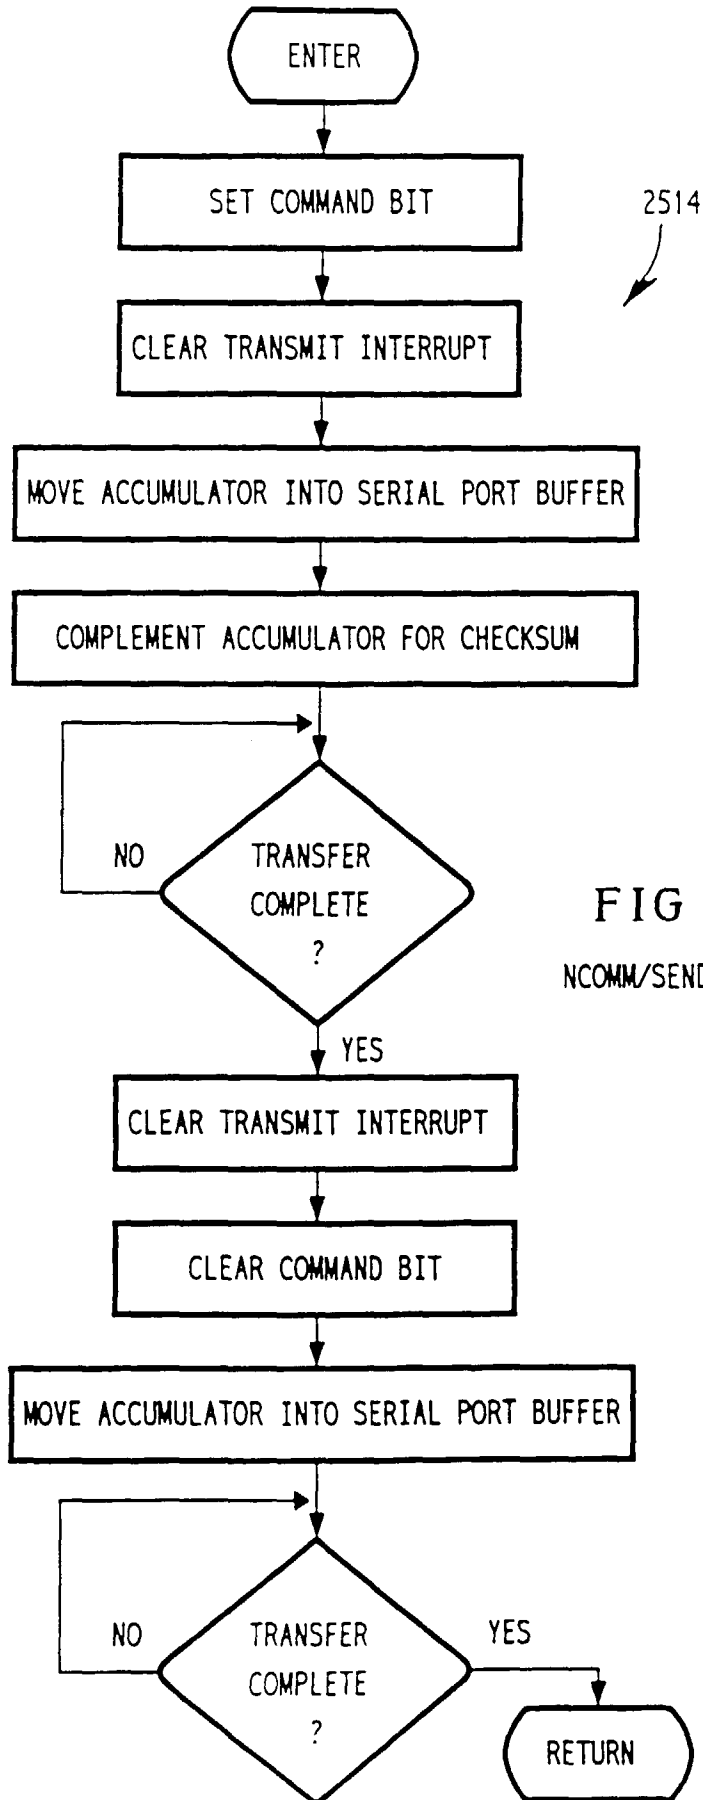 ENTER
SET COMMAND BIT
2514
CLEAR TRANSMIT INTERRUPT
MOVE ACCUMULATOR INTO SERIAL PORT BUFFER
COMPLEMENT ACCUMULATOR FOR CHECKSUM
NO
TRANSFER
COMPLETE
?
FIG
NCOMM/SEND
YES
CLEAR TRANSMIT INTERRUPT
CLEAR COMMAND BIT
MOVE ACCUMULATOR INTO SERIAL PORT BUFFER
NO
TRANSFER
COMPLETE
?
YES
RETURN